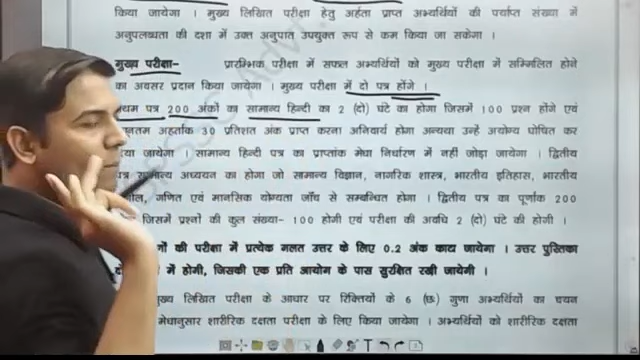 किया जायेगा । मुख्य लिखित परीक्षा हेतु अर्हता प्राप्त अभ्यर्थियों की पर्याप्त संख्या में
अनुपलब्धता की दशा में उक्त अनुपात उपयुक्त रूप से कम किया जा सकेगा ।
मुख्य परीक्षा- प्रारम्भिक परीक्षा में सफल अभ्यर्थियों को मुख्य परीक्षा में सम्मिलित होने
का अवसर प्रदान किया जायेगा । मुख्य परीक्षा में दो पत्र होंगे ।
पत्र 200 अंकों का सामान्य हिन्दी का 2 (दो) घंटे का होगा जिसमें 100 प्रश्न होंगे एवं
अर्हताक 30 प्रतिशत अंक प्राप्त करना अनिवार्य होगा अन्यथा उन्हें अयोग्य घोषित कर
जायेगा । सामान्य हिन्दी पत्र का प्राप्तांक मेधा निर्धारण में नहीं जोड़ा जायेगा । द्वितीय
सामान्य अध्ययन का होगा जो सामान्य विज्ञान, नागरिक शास्त्र, भारतीय इतिहास, भारतीय
गणित एवं मानसिक योग्यता जाँच से सम्बन्धित होगा । द्वितीय पत्र का पूर्णांक 200
जिसमें प्रश्नों की कुल संख्या- 100 होगी एवं परीक्षा की अवधि 2 (दो) घंटे की होगी ।
की परीक्षा में प्रत्येक गलत उत्तर के लिए 0.2 अंक काटा जायेगा । उत्तर पुस्तिका
में होगी, जिसकी एक प्रति आयोग के पास सुरक्षित रखी जायेगी ।
मुख्य लिखित परीक्षा के आधार पर रिक्तियों के 6 (छः) गुणा अभ्यर्थियों का चयन
मेधानुसार शारीरिक दक्षता परीक्षा के लिए किया जायेगा । अभ्यर्थियों को शारीरिक दक्षता